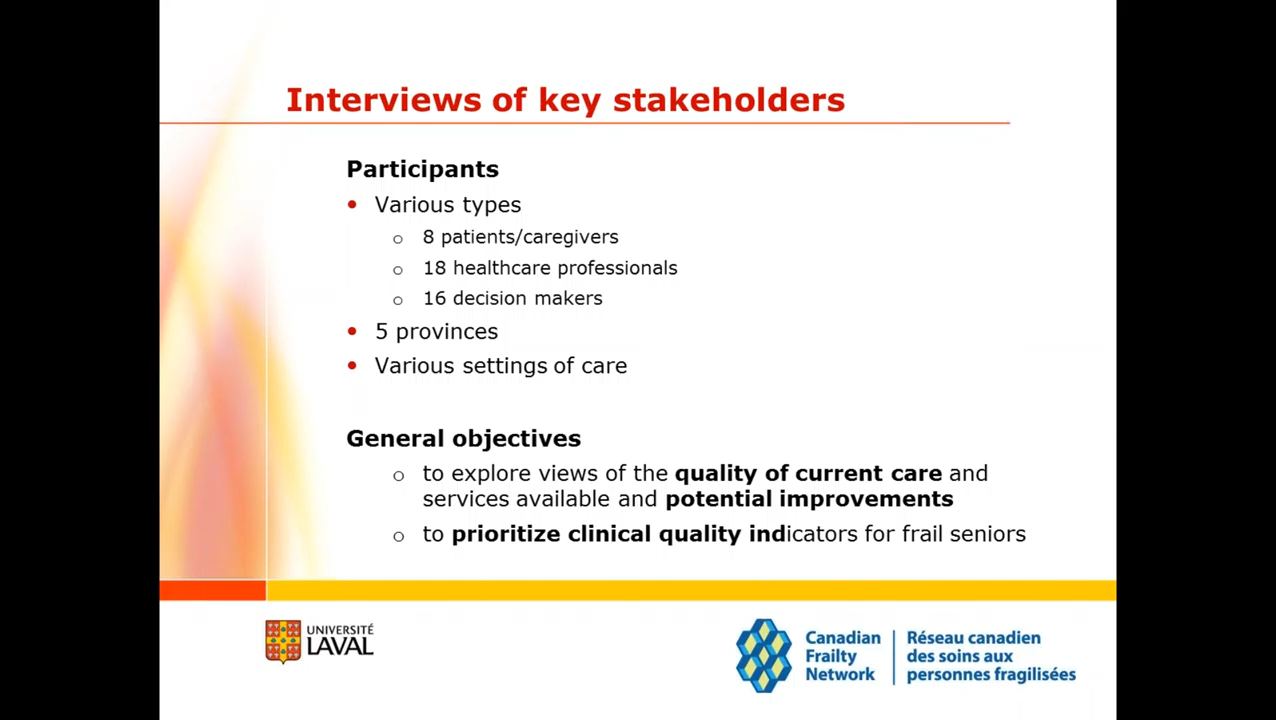 Interviews of key stakeholders
Participants
• Various types
o 8 patients/caregivers
o 18 healthcare professionals
o 16 decision makers
• 5 provinces
• Various settings of care
General objectives
o to explore views of the quality of current care and
services available and potential improvements
o to prioritize clinical quality indicators for frail seniors
UNIVERSITÉ
LAVAL
Canadian
Frailty
Network
Réseau canadien
des soins aux
personnes fragilisées